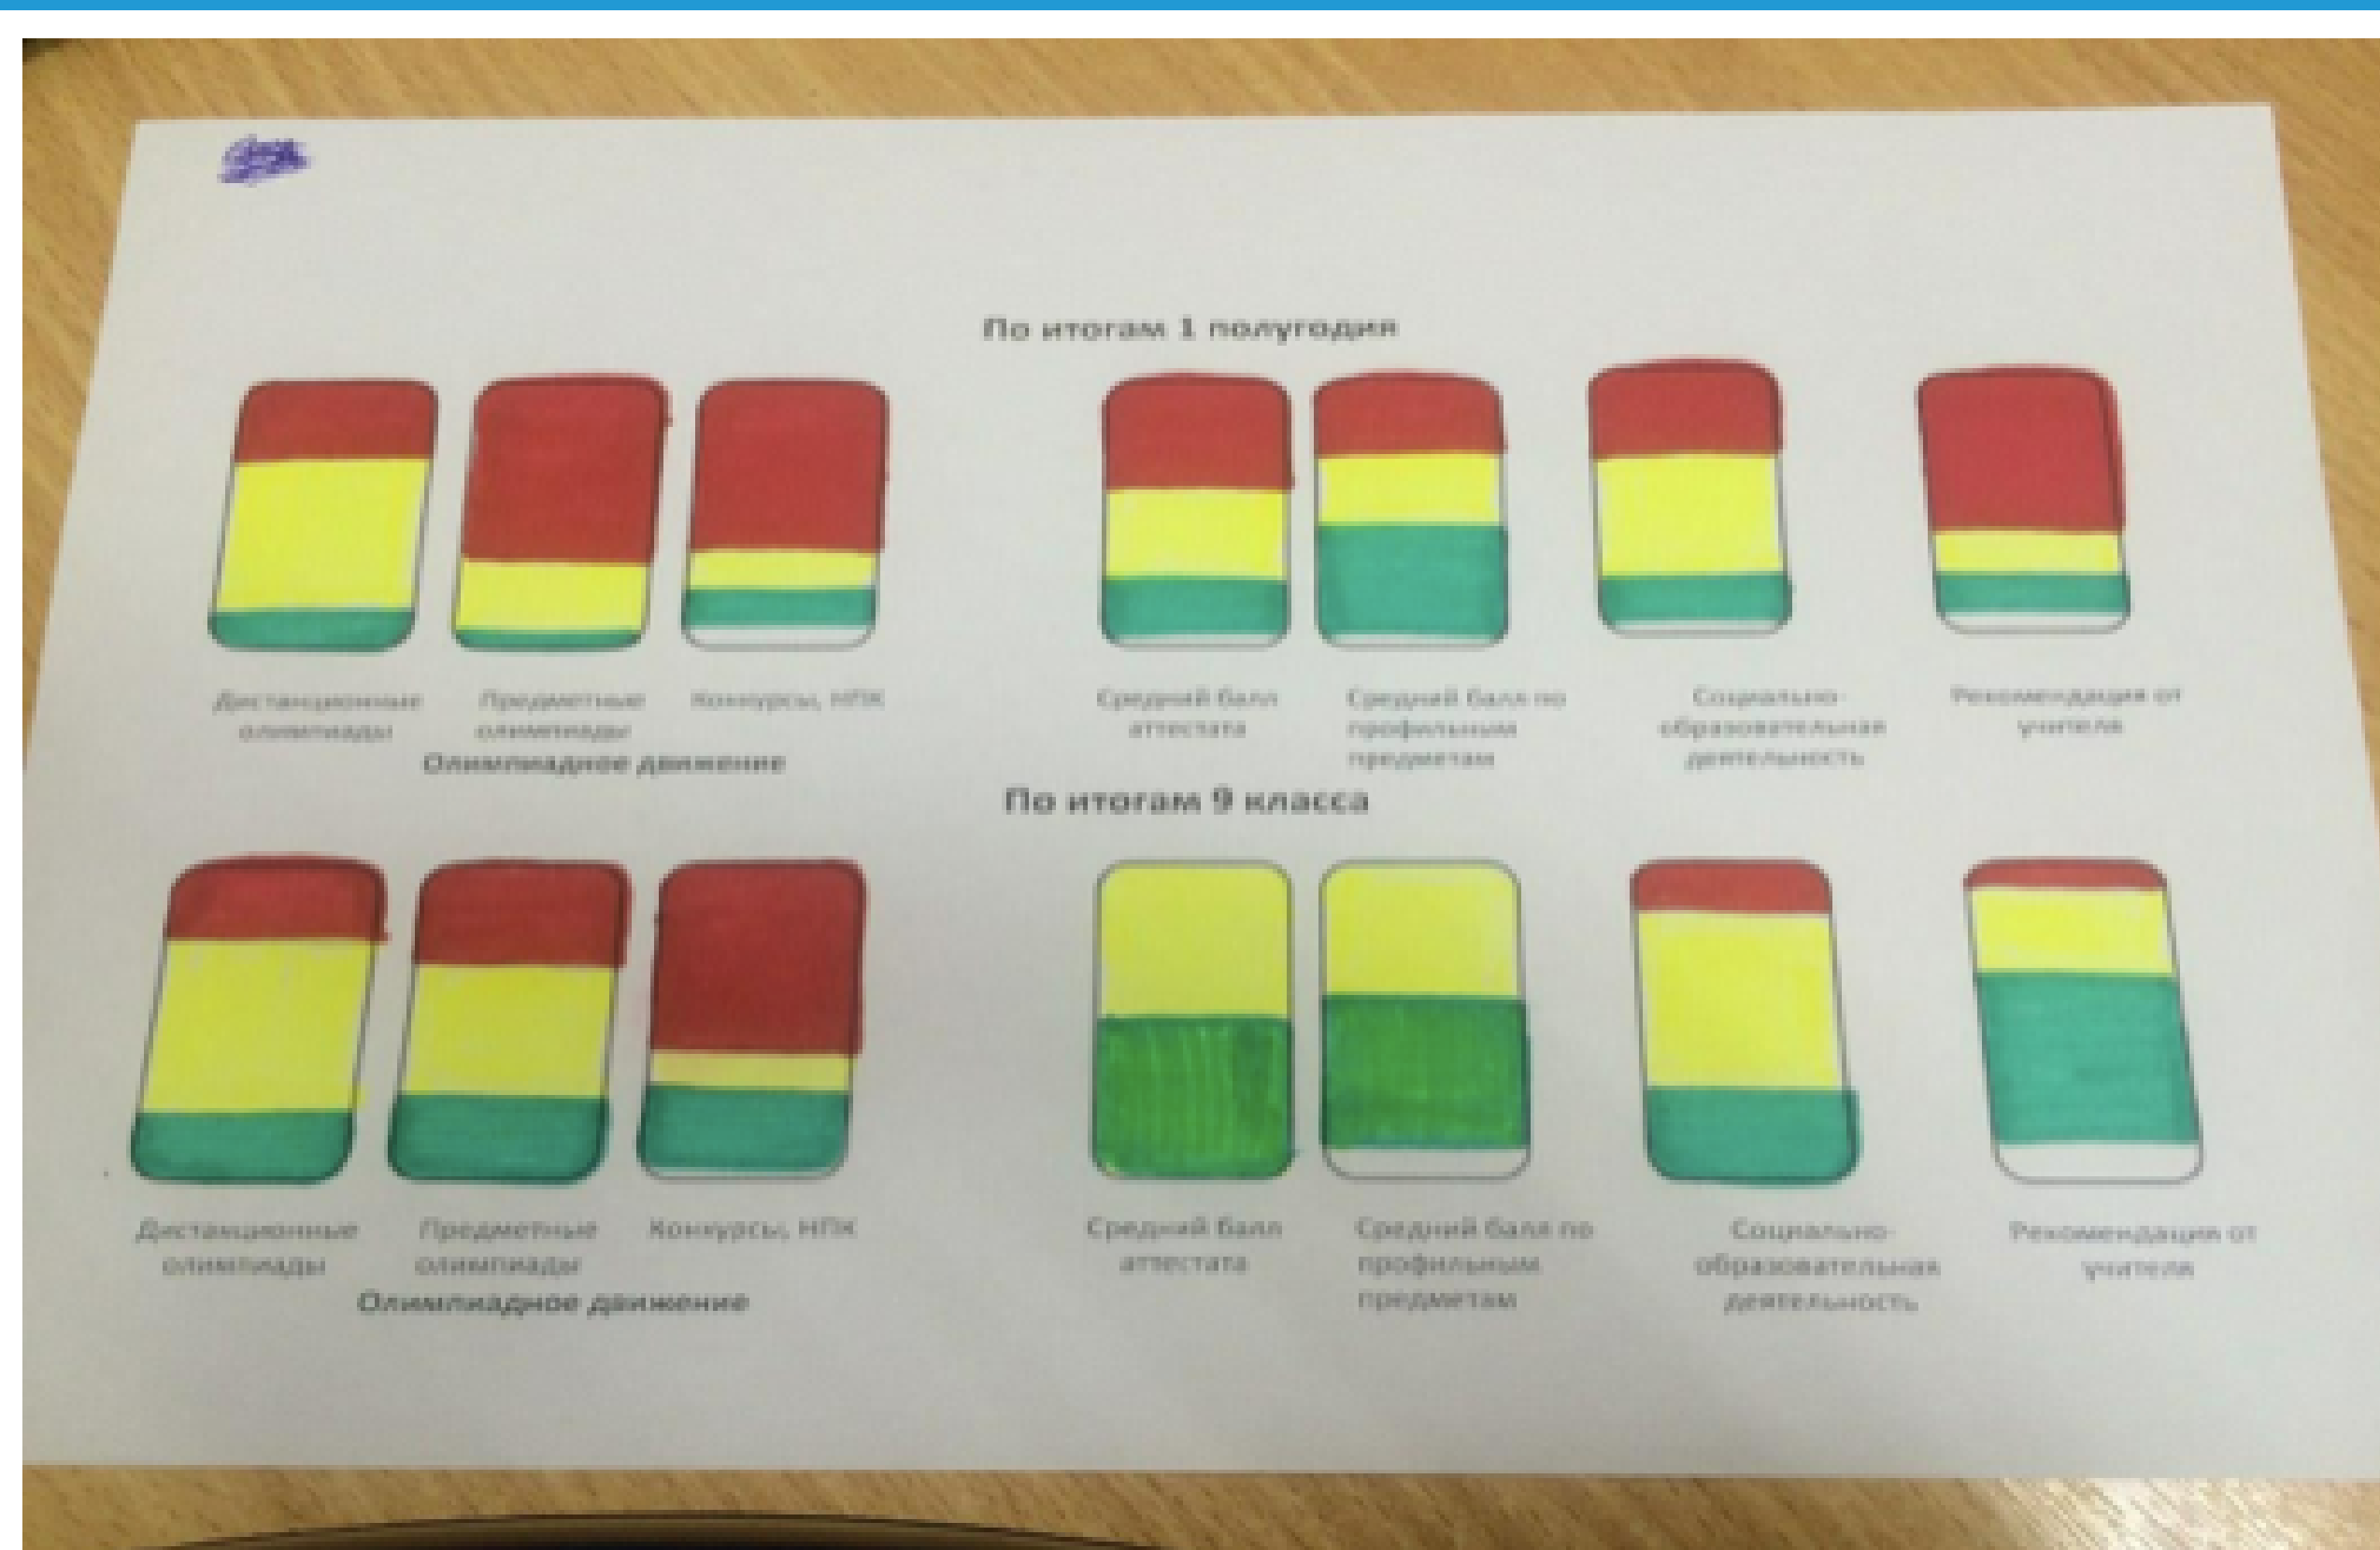 По итогам 1 полугодия
Дистанционные
олимпиады
Предметные
олимпиады
Конкурсы, НПК
Олимпиадное движение
Средний балл
аттестата
Средний балл по
профильным
предметам
Социально-
образовательная
деятельность
Рекомендация от
учителя
По итогам 9 класса
Дистанционные
олимпиады
Предметные
олимпиады
Конкурсы, НПК
Олимпиадное движение
Средний балл
аттестата
Средний балл по
профильным
предметам
Социально-
образовательная
деятельность
Рекомендация от
учителя